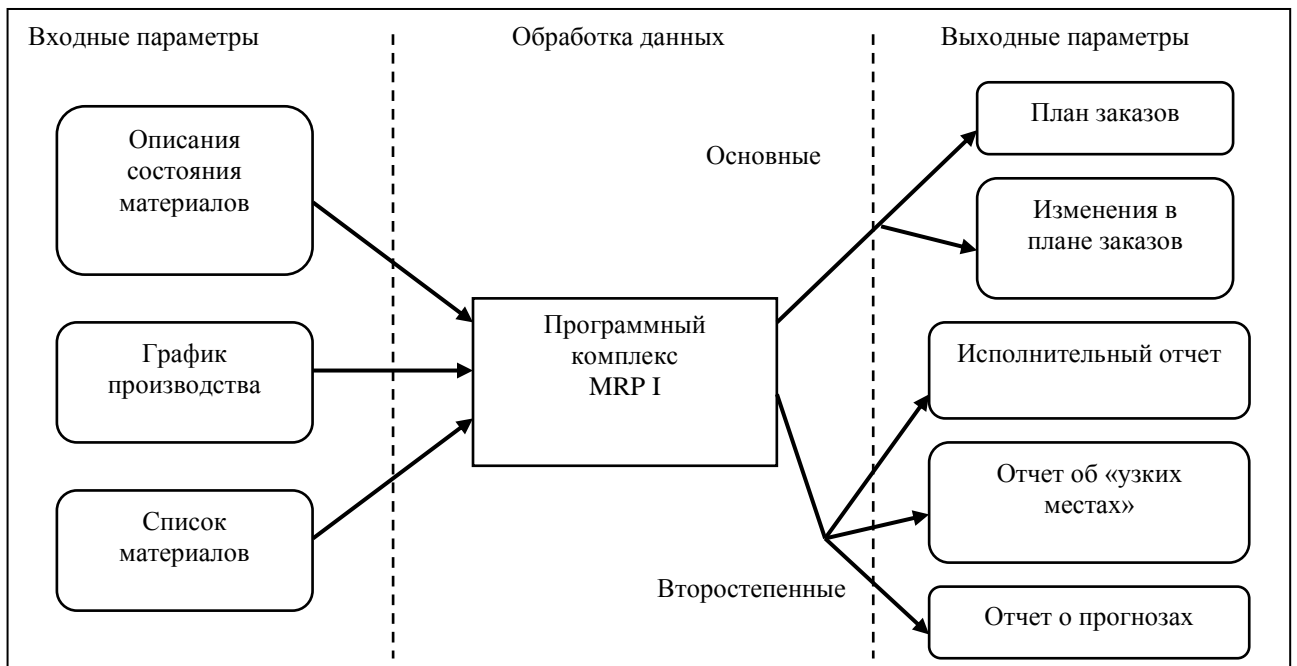 Входные параметры
Обработка данных
Выходные параметры
Описания
состояния
материалов
График
производства
Список
материалов
Программный
комплекс
MRP I
Основные
Второстепенные
План заказов
Изменения в
плане заказов
Исполнительный отчет
Отчет об «узких
местах»
Отчет о прогнозах